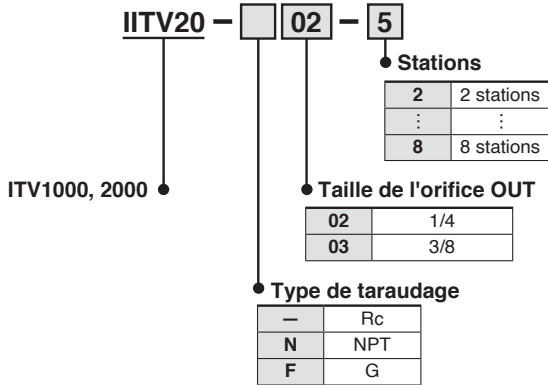 IITV20 – 02 – 5
Stations
2 2 stations
⋮ ⋮
8 8 stations
ITV1000, 2000
Taille de l'orifice OUT
02 1/4
03 3/8
Type de taraudage
— Rc
N NPT
F G